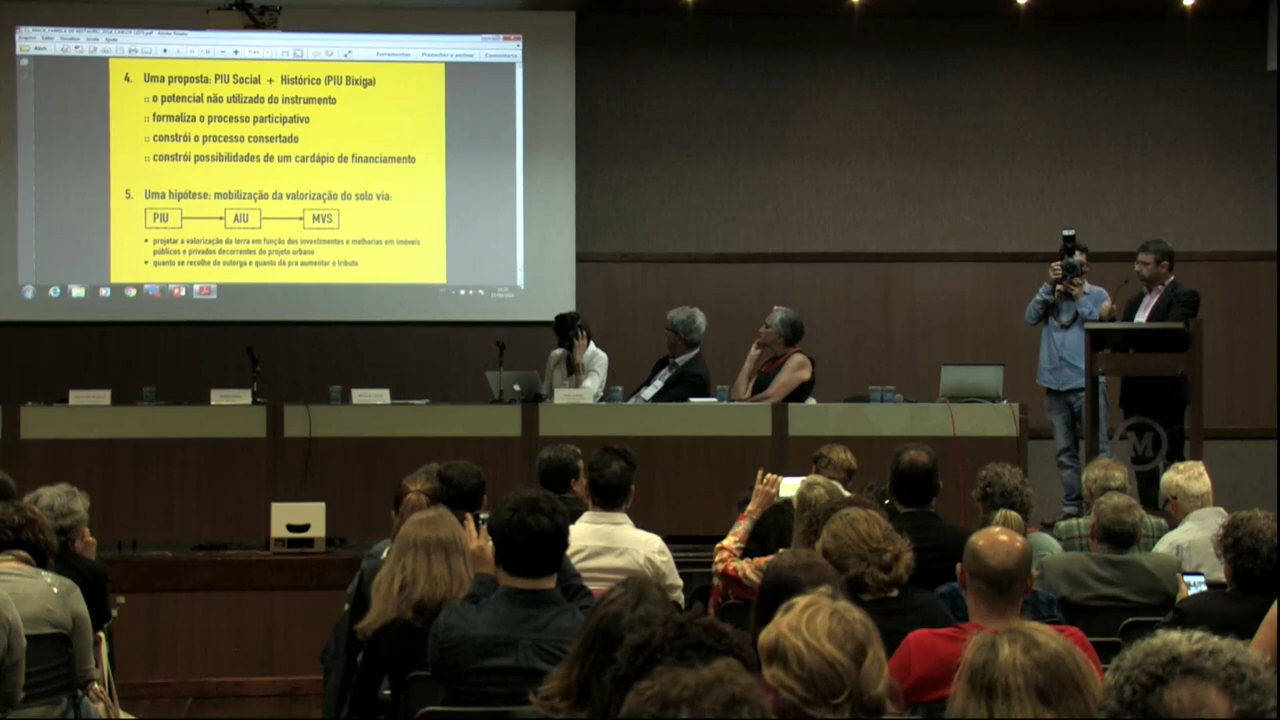 4. Uma proposta: PIU Social + Histórico (PIU Bixiga)
:: o potencial não utilizado do instrumento
:: formaliza o processo participativo
:: constrói o processo consertado
:: constrói possibilidades de um cardápio de financiamento
5. Uma hipótese: mobilização da valorização do solo via:
PIU AIU MVS
• projetar a valorização da terra em função dos investimentos e melhorias em imóveis
públicos e privados decorrentes do projeto urbano
• quanto se recolhe de outorga e quanto dá pra aumentar o tributo
M